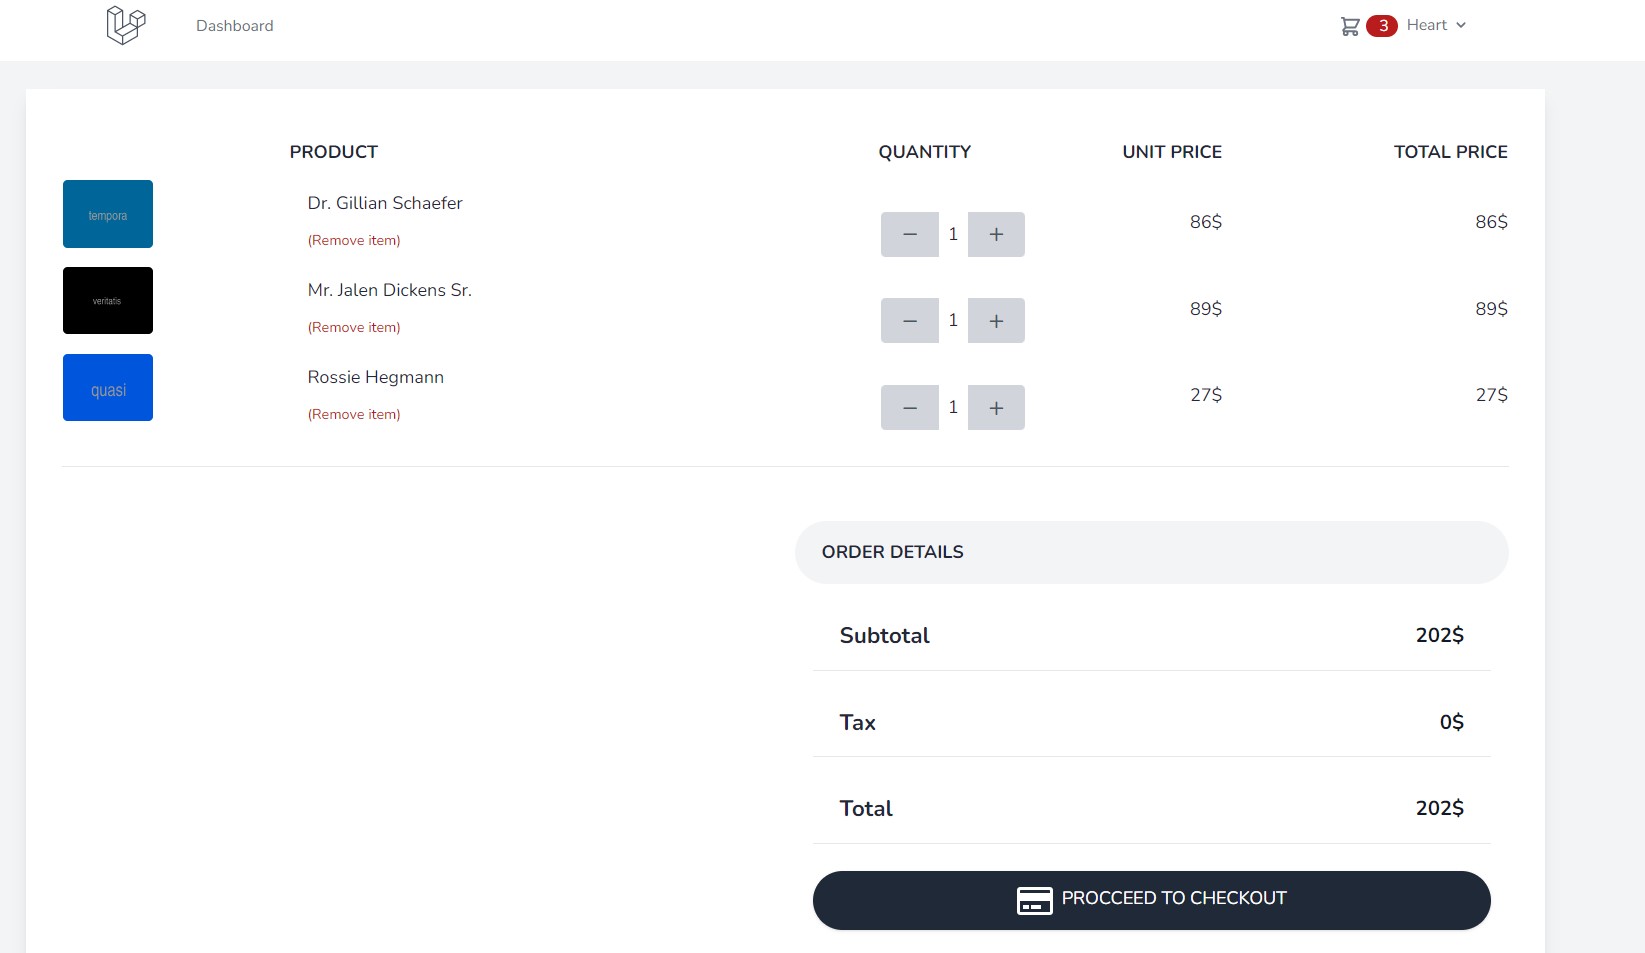 Dashboard
3 Heart
PRODUCT QUANTITY UNIT PRICE TOTAL PRICE
tempora
Dr. Gillian Schaefer
(Remove item)
− 1 + 86$ 86$
veritatis
Mr. Jalen Dickens Sr.
(Remove item)
− 1 + 89$ 89$
quasi
Rossie Hegmann
(Remove item)
− 1 + 27$ 27$
ORDER DETAILS
Subtotal 202$
Tax 0$
Total 202$
PROCCEED TO CHECKOUT